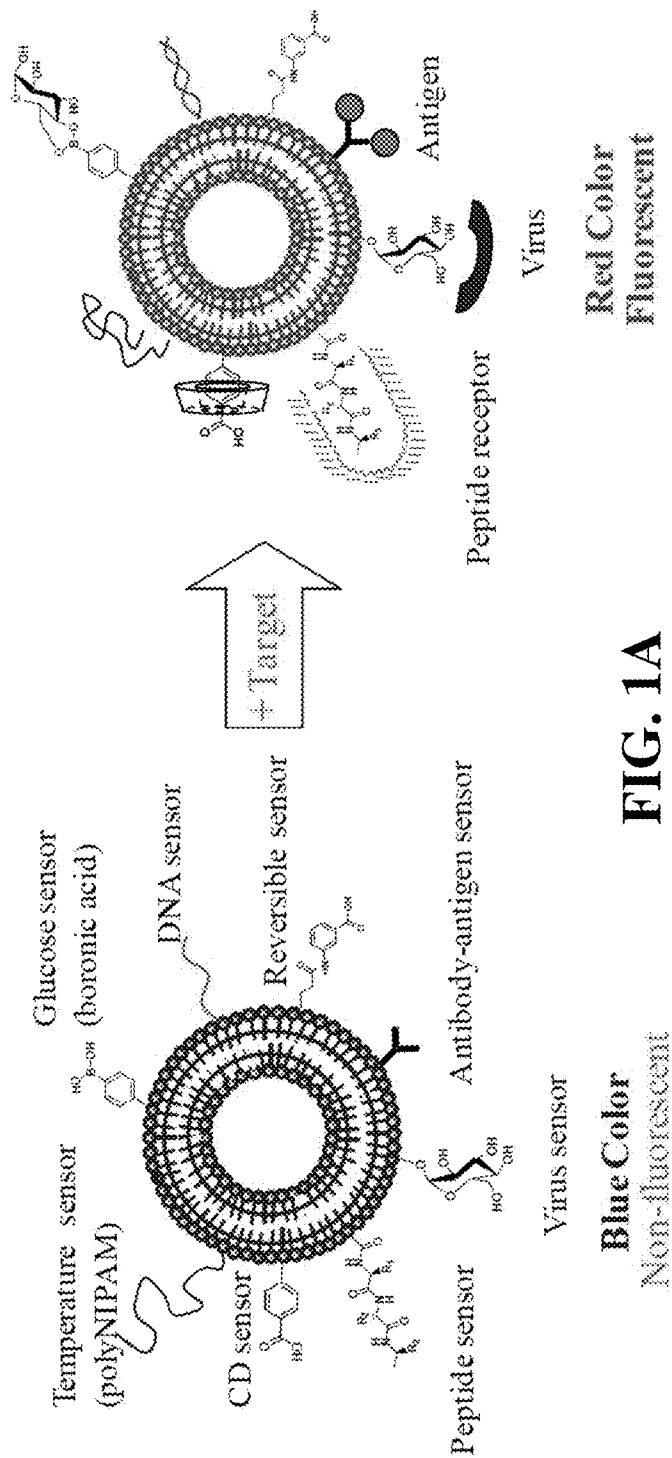 Temperature sensor
(polyNIPAM)
Glucose sensor
(boronic acid)
DNA sensor
Reversible sensor
CD sensor
Peptide sensor
Virus sensor
Antibody-antigen sensor
Blue Color
Non-fluorescent
+ Target
Peptide receptor
Virus
Antigen
Red Color
Fluorescent
FIG. 1A